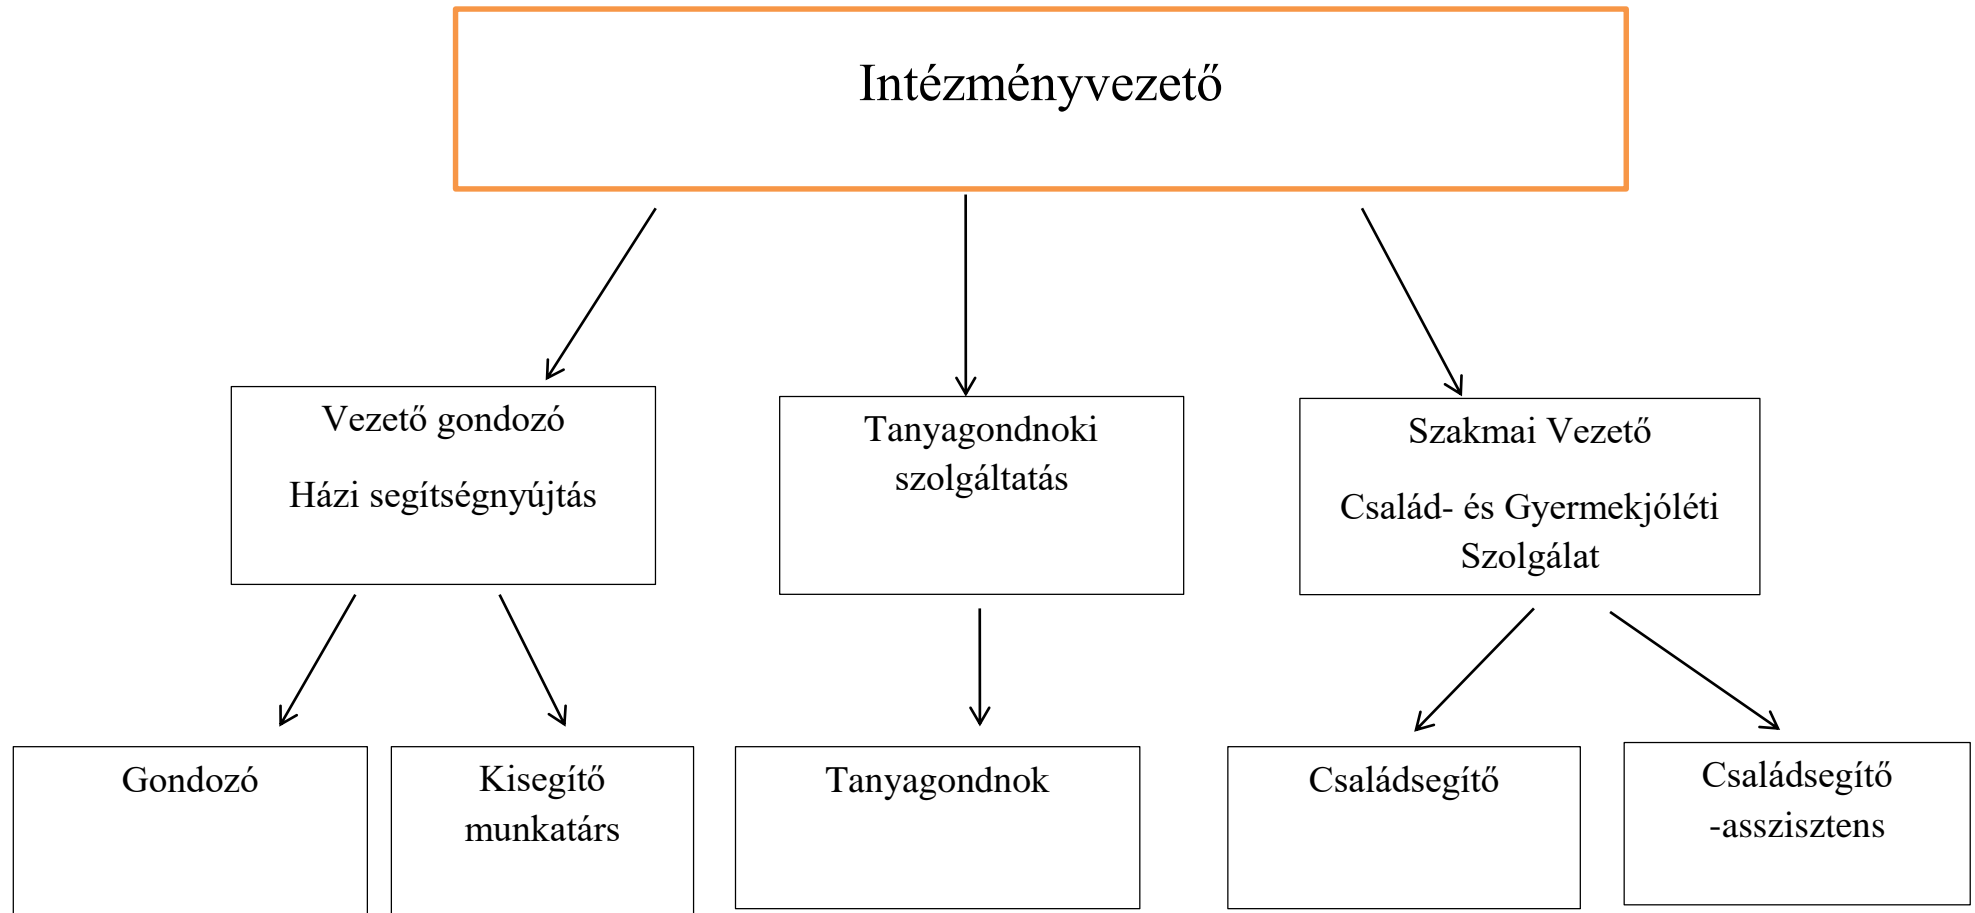 Intézményvezető
Vezető gondozó
Házi segítségnyújtás
Tanyagondnoki
szolgáltatás
Szakmai Vezető
Család- és Gyermekjóléti
Szolgálat
Gondozó
Kisegítő
munkatárs
Tanyagondnok
Családsegítő
Családsegítő
-asszisztens